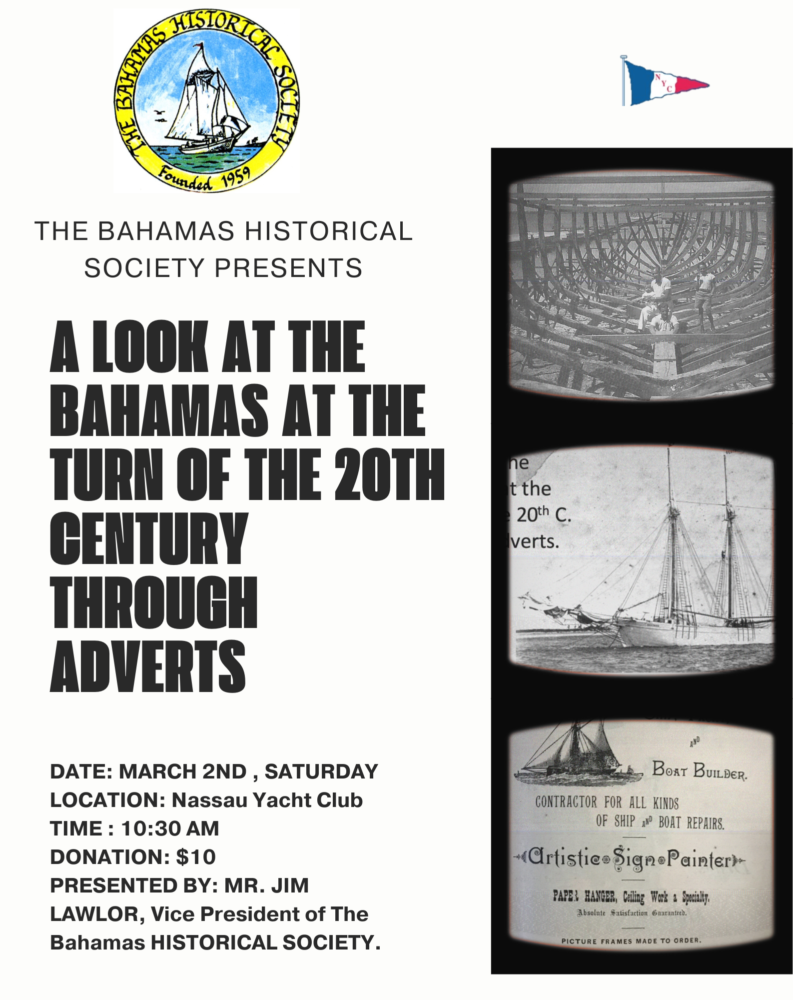 THE BAHAMAS HISTORICAL SOCIETY
Founded 1959
N
Y
C
THE BAHAMAS HISTORICAL
SOCIETY PRESENTS
A LOOK AT THE
BAHAMAS AT THE
TURN OF THE 20TH
CENTURY
THROUGH
ADVERTS
DATE: MARCH 2ND , SATURDAY
LOCATION: Nassau Yacht Club
TIME : 10:30 AM
DONATION: $10
PRESENTED BY: MR. JIM
LAWLOR, Vice President of The
Bahamas HISTORICAL SOCIETY.
he
t the
20th C.
verts.
AND
BOAT BUILDER.
CONTRACTOR FOR ALL KINDS
OF SHIP AND BOAT REPAIRS.
Artistic Sign Painter
PAPER HANGER, Ceiling Work a Specialty.
Absolute Satisfaction Guaranteed.
PICTURE FRAMES MADE TO ORDER.